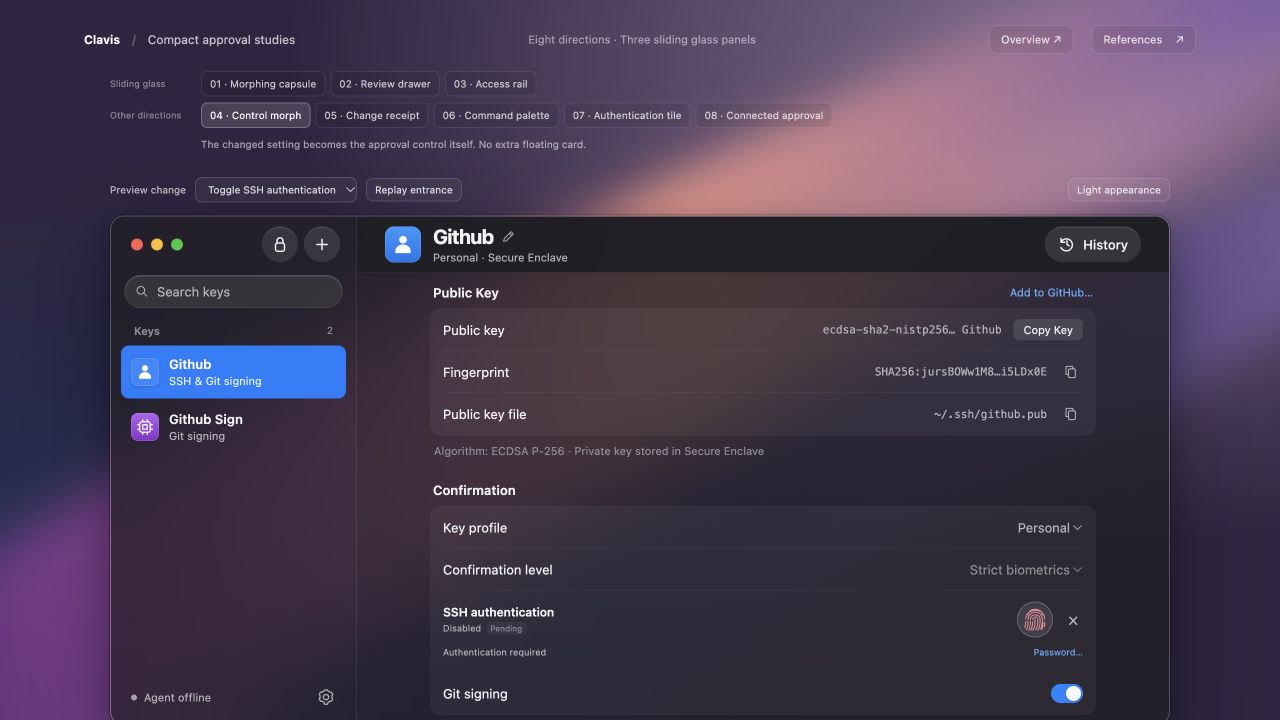 Clavis / Compact approval studies
Eight directions · Three sliding glass panels
Overview ↗
References ↗
Sliding glass
01 · Morphing capsule
02 · Review drawer
03 · Access rail
Other directions
04 · Control morph
05 · Change receipt
06 · Command palette
07 · Authentication tile
08 · Connected approval
The changed setting becomes the approval control itself. No extra floating card.
Preview change
Toggle SSH authentication
Replay entrance
Light appearance
Search keys
Keys 2
Github
SSH & Git signing
Github Sign
Git signing
Agent offline
Github
Personal · Secure Enclave
History
Public Key
Add to GitHub…
Public key
ecdsa-sha2-nistp256… Github
Copy Key
Fingerprint
SHA256:jursBOWw1M8…i5LDx0E
Public key file
~/.ssh/github.pub
Algorithm: ECDSA P-256 · Private key stored in Secure Enclave
Confirmation
Key profile
Personal
Confirmation level
Strict biometrics
SSH authentication
Disabled Pending
Authentication required
Password…
Git signing